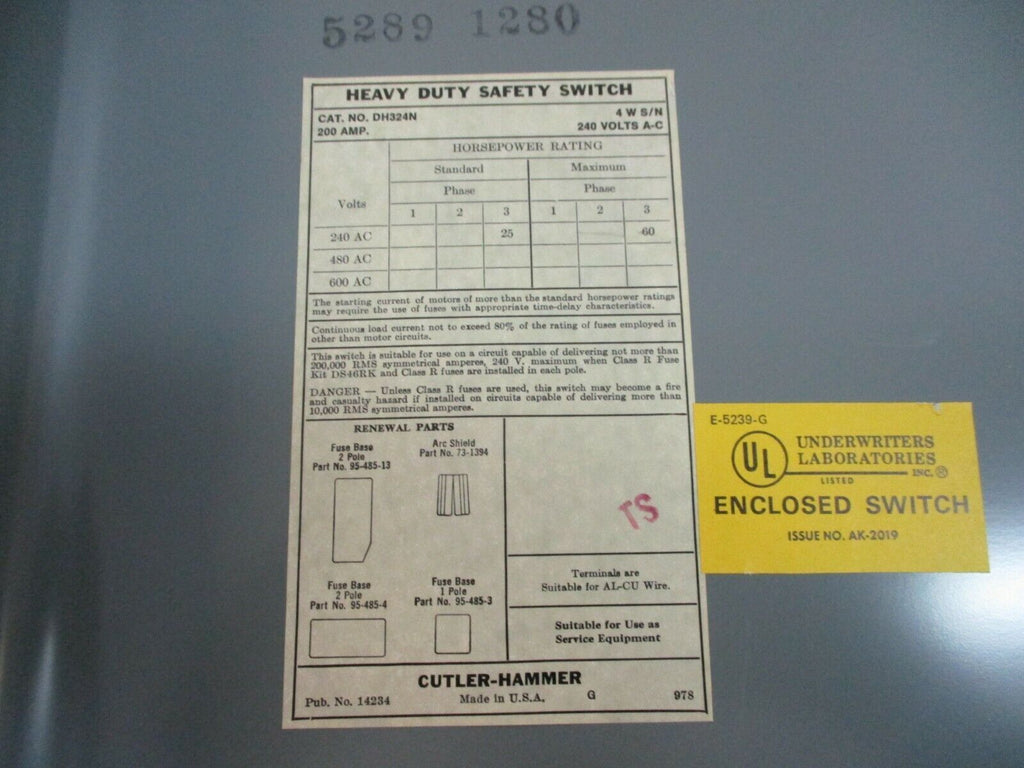 5289 1280
HEAVY DUTY SAFETY SWITCH
CAT. NO. DH324N 4 W S/N
200 AMP. 240 VOLTS A-C
HORSEPOWER RATING
Standard Maximum
Phase Phase
Volts
1 2 3 1 2 3
240 AC 25 60
480 AC
600 AC
The starting current of motors of more than the standard horsepower ratings
may require the use of fuses with appropriate time-delay characteristics.
Continuous load current not to exceed 80% of the rating of fuses employed in
other than motor circuits.
This switch is suitable for use on a circuit capable of delivering not more than
200,000 RMS symmetrical amperes, 240 V. maximum when Class R Fuse
Kit DS46RK and Class R fuses are installed in each pole.
DANGER — Unless Class R fuses are used, this switch may become a fire
and casualty hazard if installed on circuits capable of delivering more than
10,000 RMS symmetrical amperes.
RENEWAL PARTS
Fuse Base
2 Pole
Part No. 95-485-13
Arc Shield
Part No. 73-1394
Fuse Base
2 Pole
Part No. 95-485-4
Fuse Base
1 Pole
Part No. 95-485-3
TS
Terminals are
Suitable for AL-CU Wire.
Suitable for Use as
Service Equipment
CUTLER-HAMMER
Pub. No. 14234 Made in U.S.A. G 978
E-5239-G
UL
UNDERWRITERS
LABORATORIES
INC.®
LISTED
ENCLOSED SWITCH
ISSUE NO. AK-2019